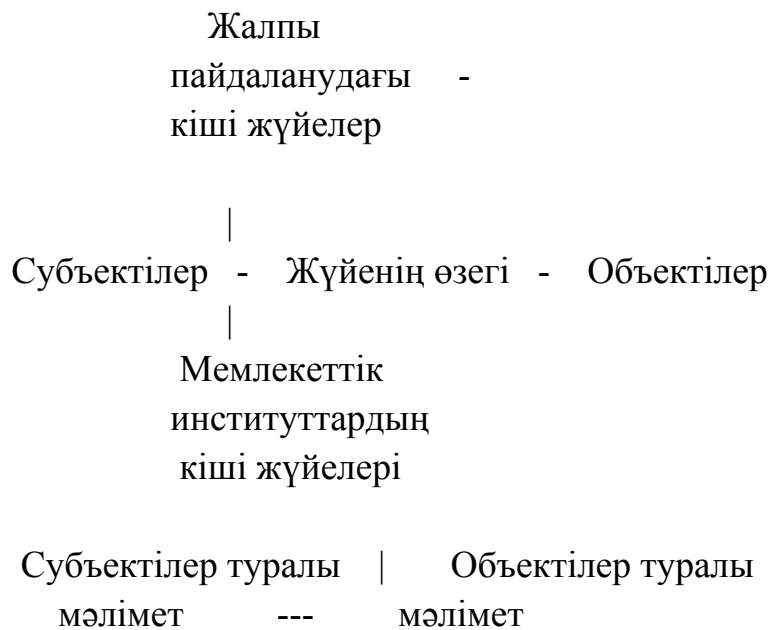 Жалпы
пайдаланудағы -
кіші жүйелер
|
Субъектілер - Жүйенің өзегі - Объектілер
|
Мемлекеттік
институттардың
кіші жүйелері
Субъектілер туралы | Объектілер туралы
мәлімет --- мәлімет